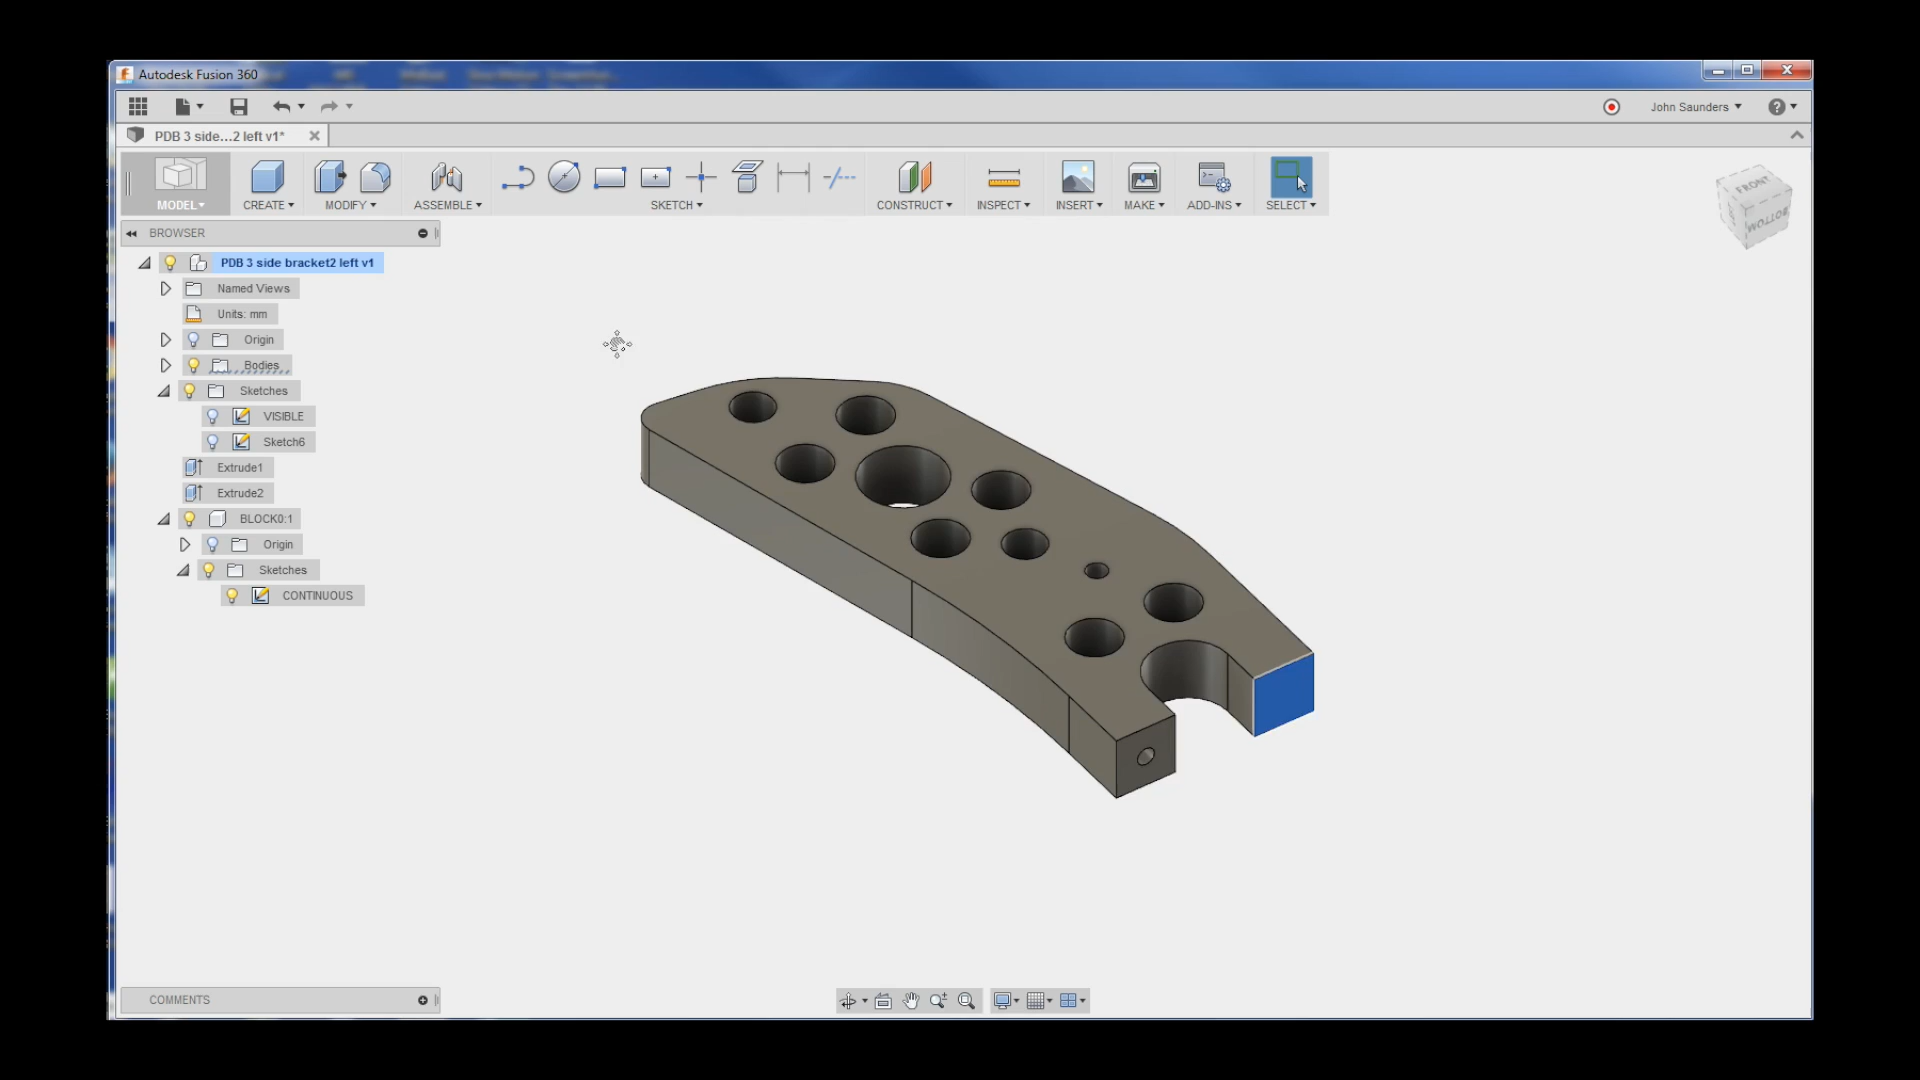 Autodesk Fusion 360
John Saunders
PDB 3 side...2 left v1*
MODEL
CREATE
MODIFY
ASSEMBLE
SKETCH
CONSTRUCT
INSPECT
INSERT
MAKE
ADD-INS
SELECT
FRONT
BOTTOM
BROWSER
PDB 3 side bracket2 left v1
Named Views
Units: mm
Origin
Bodies
Sketches
VISIBLE
Sketch6
Extrude1
Extrude2
BLOCK0:1
Origin
Sketches
CONTINUOUS
COMMENTS